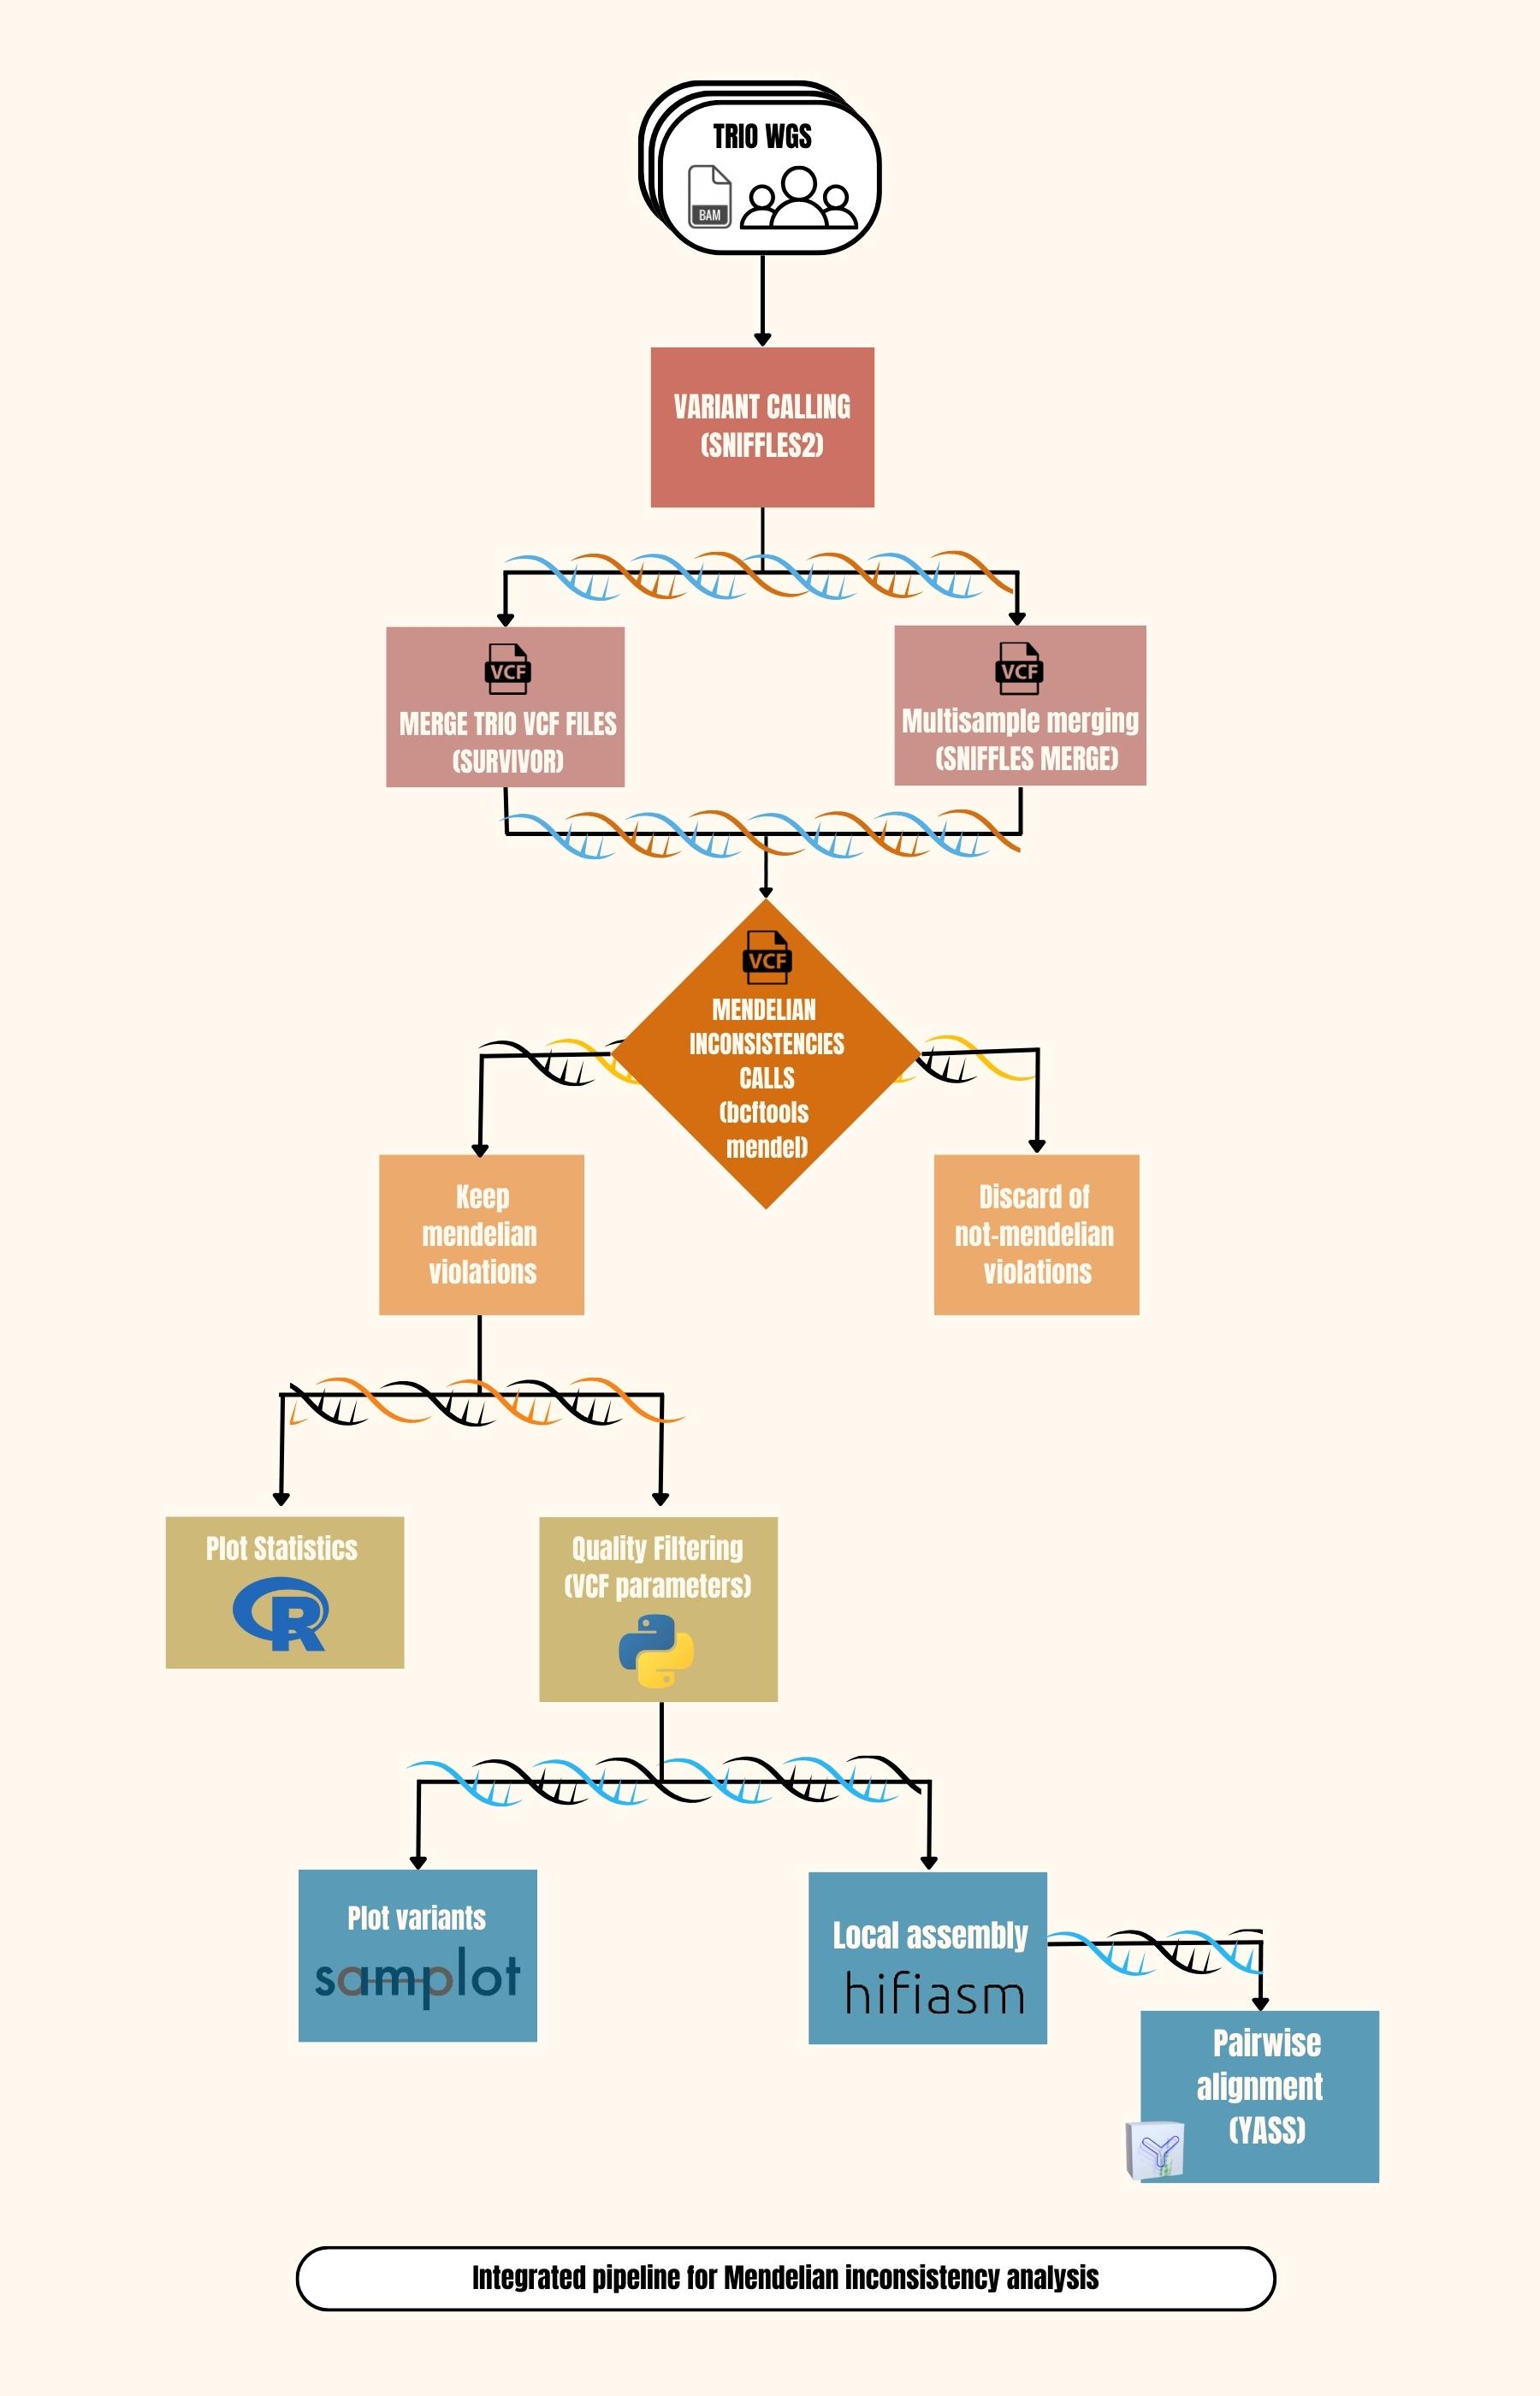 TRIO WGS
BAM
VARIANT CALLING
(SNIFFLES2)
VCF
MERGE TRIO VCF FILES
(SURVIVOR)
VCF
Multisample merging
(SNIFFLES MERGE)
VCF
MENDELIAN
INCONSISTENCIES
CALLS
(bcftools
mendel)
Keep
mendelian
violations
Discard of
not-mendelian
violations
Plot Statistics
R
Quality Filtering
(VCF parameters)
Plot variants
samplot
Local assembly
hifiasm
Pairwise
alignment
(YASS)
Y
Integrated pipeline for Mendelian inconsistency analysis